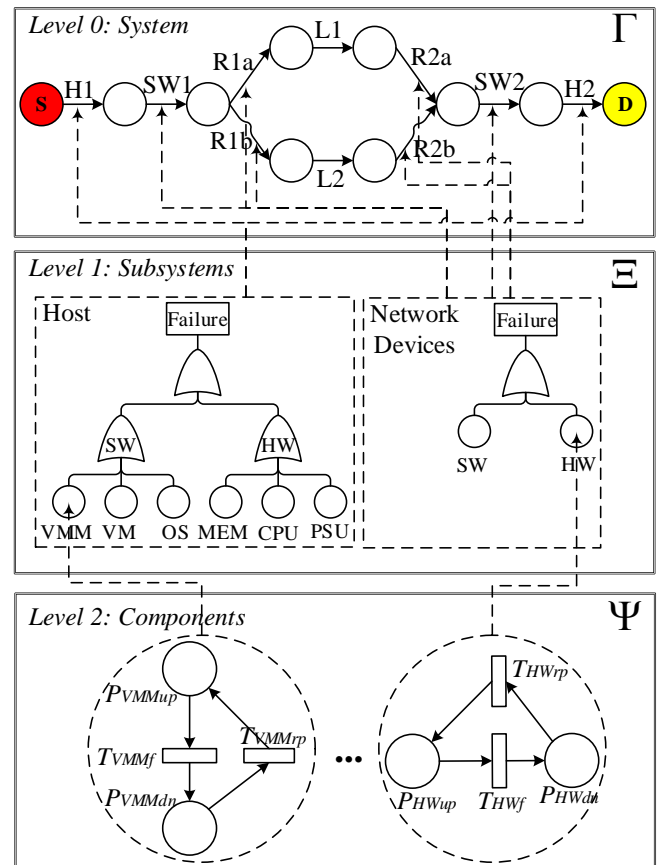 Level 0: System
Γ
L1
R1a
R2a
S
H1
SW1
SW2
H2
D
R1b
R2b
L2
Level 1: Subsystems
Ξ
Host
Failure
Network
Devices
Failure
SW
HW
SW
HW
VMM
VM
OS
MEM
CPU
PSU
Level 2: Components
Ψ
PVMMup
THWrp
TVMMf
TVMMrp
...
PHWup
THWf
PHWdn
PVMMdn